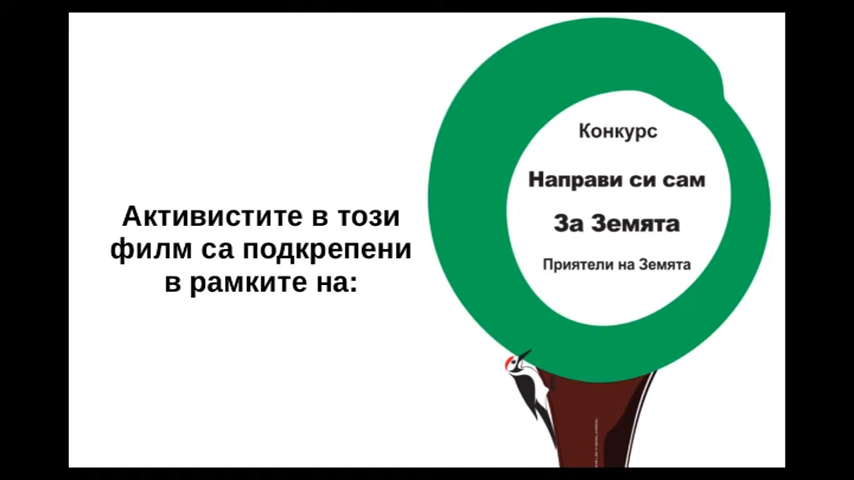 Активистите в този
филм са подкрепени
в рамките на:
Конкурс
Направи си сам
За Земята
Приятели на Земята